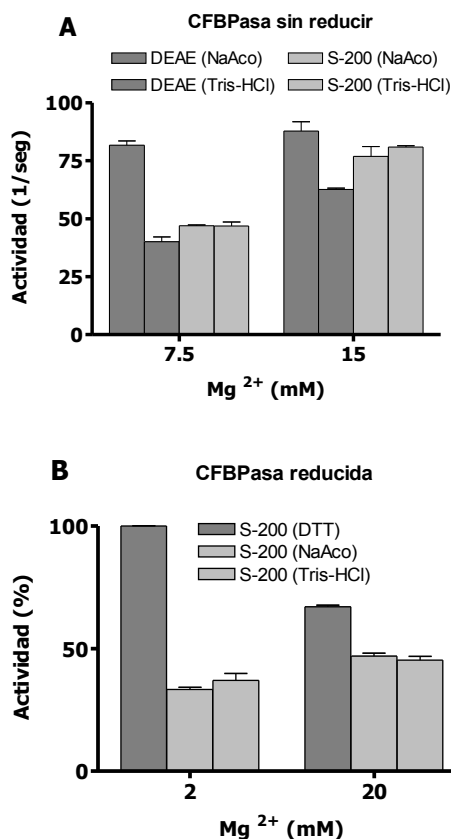 A
CFBPasa sin reducir
DEAE (NaAco) S-200 (NaAco)
DEAE (Tris-HCl) S-200 (Tris-HCl)
Actividad (1/seg)
100
75
50
25
0
7.5 15
Mg 2+ (mM)
B
CFBPasa reducida
S-200 (DTT)
S-200 (NaAco)
S-200 (Tris-HCl)
Actividad (%)
100
50
0
2 20
Mg 2+ (mM)